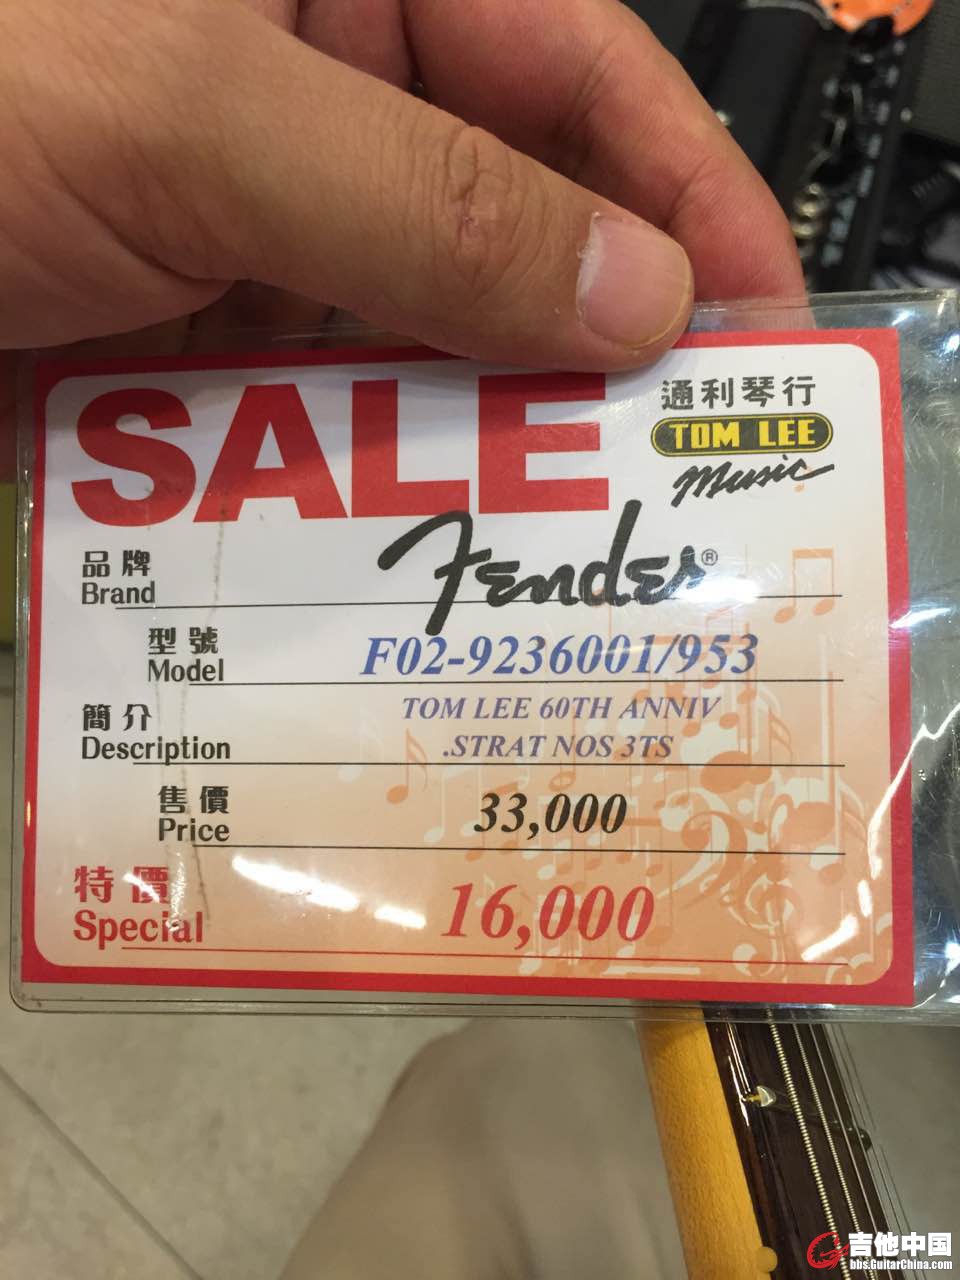 SALE
通利琴行
TOM LEE
Music
品牌
Brand
Fender®
型號
Model
F02-9236001/953
簡介
Description
TOM LEE 60TH ANNIV
.STRAT NOS 3TS
售價
Price
33,000
特價
Special
16,000
吉他中国
bbs.GuitarChina.com